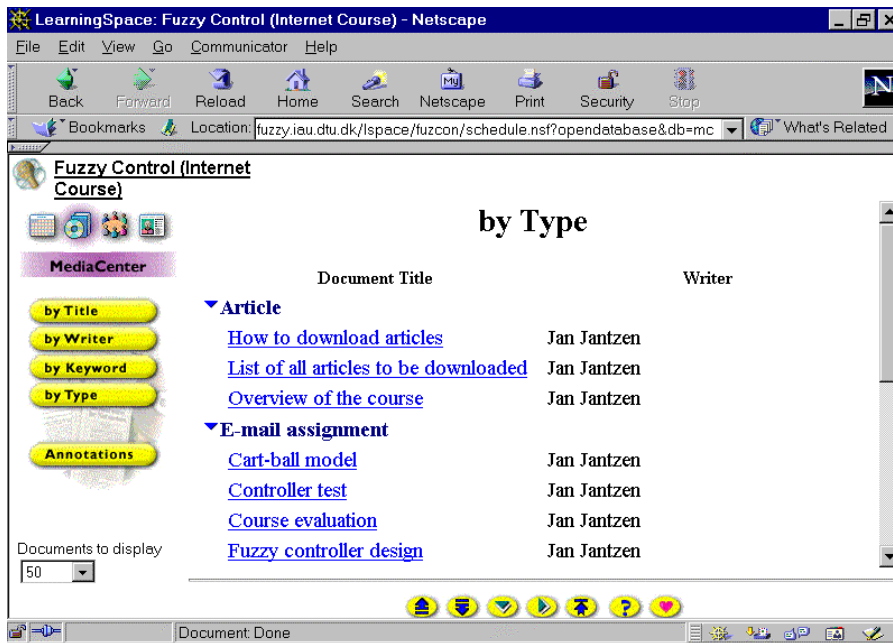 LearningSpace: Fuzzy Control (Internet Course) - Netscape
File Edit View Go Communicator Help
My N
Back Forward Reload Home Search Netscape Print Security Stop
Bookmarks Location: fuzzy.iau.dtu.dk/lspace/fuzcon/schedule.nsf?opendatabase&db=mc What's Related
Fuzzy Control (Internet
Course)
by Type
MediaCenter
Document Title Writer
Article
by Title
How to download articles Jan Jantzen
by Writer
List of all articles to be downloaded Jan Jantzen
by Keyword
by Type
Overview of the course Jan Jantzen
E-mail assignment
Annotations
Cart-ball model Jan Jantzen
Controller test Jan Jantzen
Course evaluation Jan Jantzen
Documents to display
Fuzzy controller design Jan Jantzen
50
?
Document: Done